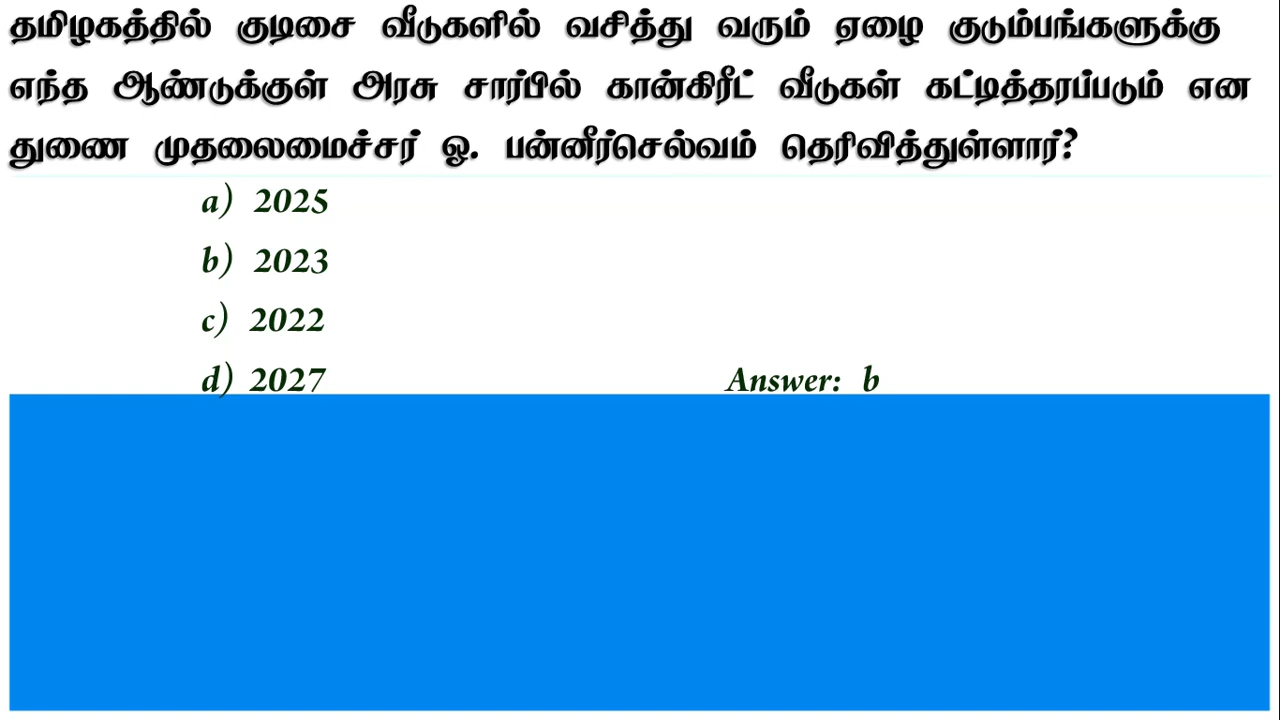 தமிழகத்தில் குடிசை வீடுகளில் வசித்து வரும் ஏழை குடும்பங்களுக்கு
எந்த ஆண்டுக்குள் அரசு சார்பில் கான்கிரீட் வீடுகள் கட்டித்தரப்படும் என
துணை முதலைமைச்சர் ஓ. பன்னீர்செல்வம் தெரிவித்துள்ளார்?
a) 2025
b) 2023
c) 2022
d) 2027 Answer: b